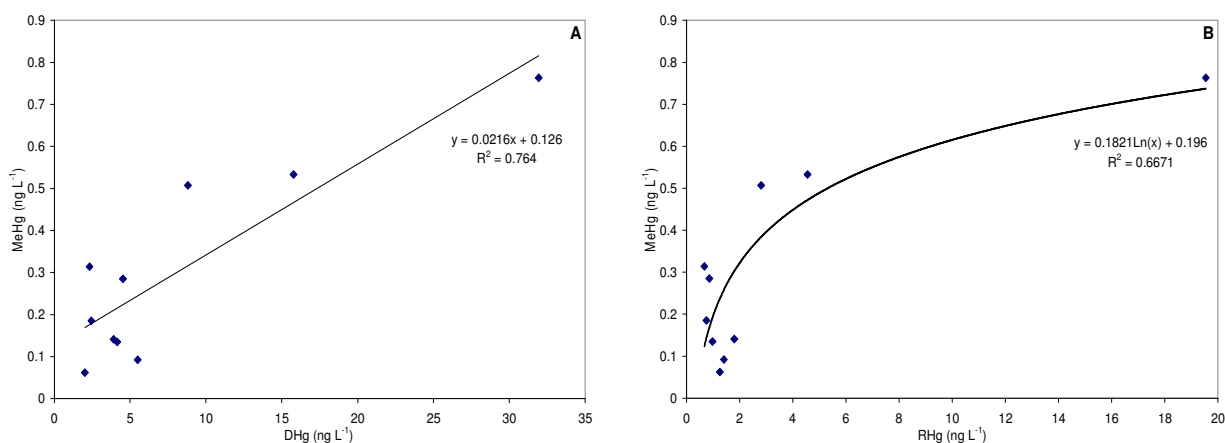 A
0.9
0.8
0.7
0.6
0.5
0.4
0.3
0.2
0.1
0
MeHg (ng L⁻¹)
y = 0.0216x + 0.126
R² = 0.764
0 5 10 15 20 25 30 35
DHg (ng L⁻¹)
B
0.9
0.8
0.7
0.6
0.5
0.4
0.3
0.2
0.1
0
MeHg (ng L⁻¹)
y = 0.1821Ln(x) + 0.196
R² = 0.6671
0 2 4 6 8 10 12 14 16 18 20
RHg (ng L⁻¹)